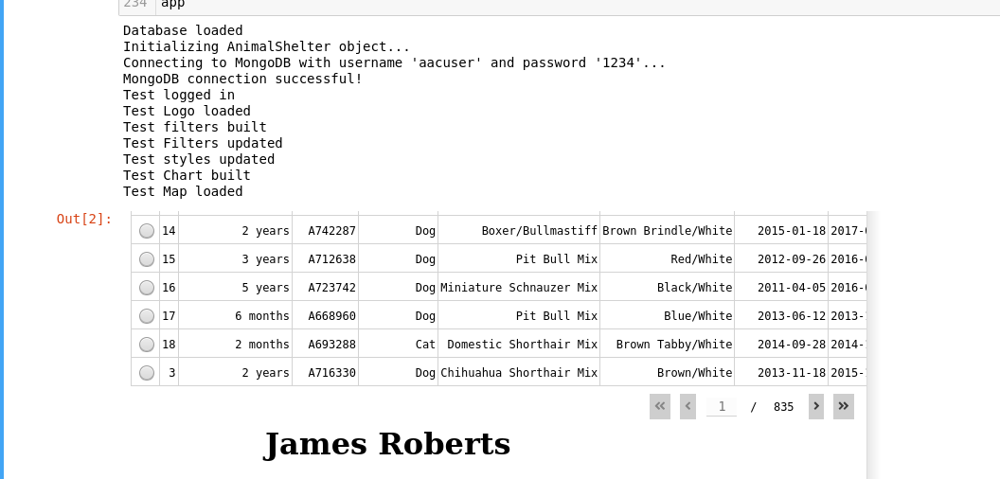 234 app
Database loaded
Initializing AnimalShelter object...
Connecting to MongoDB with username 'aacuser' and password '1234'...
MongoDB connection successful!
Test logged in
Test Logo loaded
Test filters built
Test Filters updated
Test styles updated
Test Chart built
Test Map loaded
Out[2]:
14 2 years A742287 Dog Boxer/Bullmastiff Brown Brindle/White 2015-01-18 2017-
15 3 years A712638 Dog Pit Bull Mix Red/White 2012-09-26 2016-
16 5 years A723742 Dog Miniature Schnauzer Mix Black/White 2011-04-05 2016-
17 6 months A668960 Dog Pit Bull Mix Blue/White 2013-06-12 2013-
18 2 months A693288 Cat Domestic Shorthair Mix Brown Tabby/White 2014-09-28 2014-
3 2 years A716330 Dog Chihuahua Shorthair Mix Brown/White 2013-11-18 2015-
« ‹ 1 / 835 › »
James Roberts